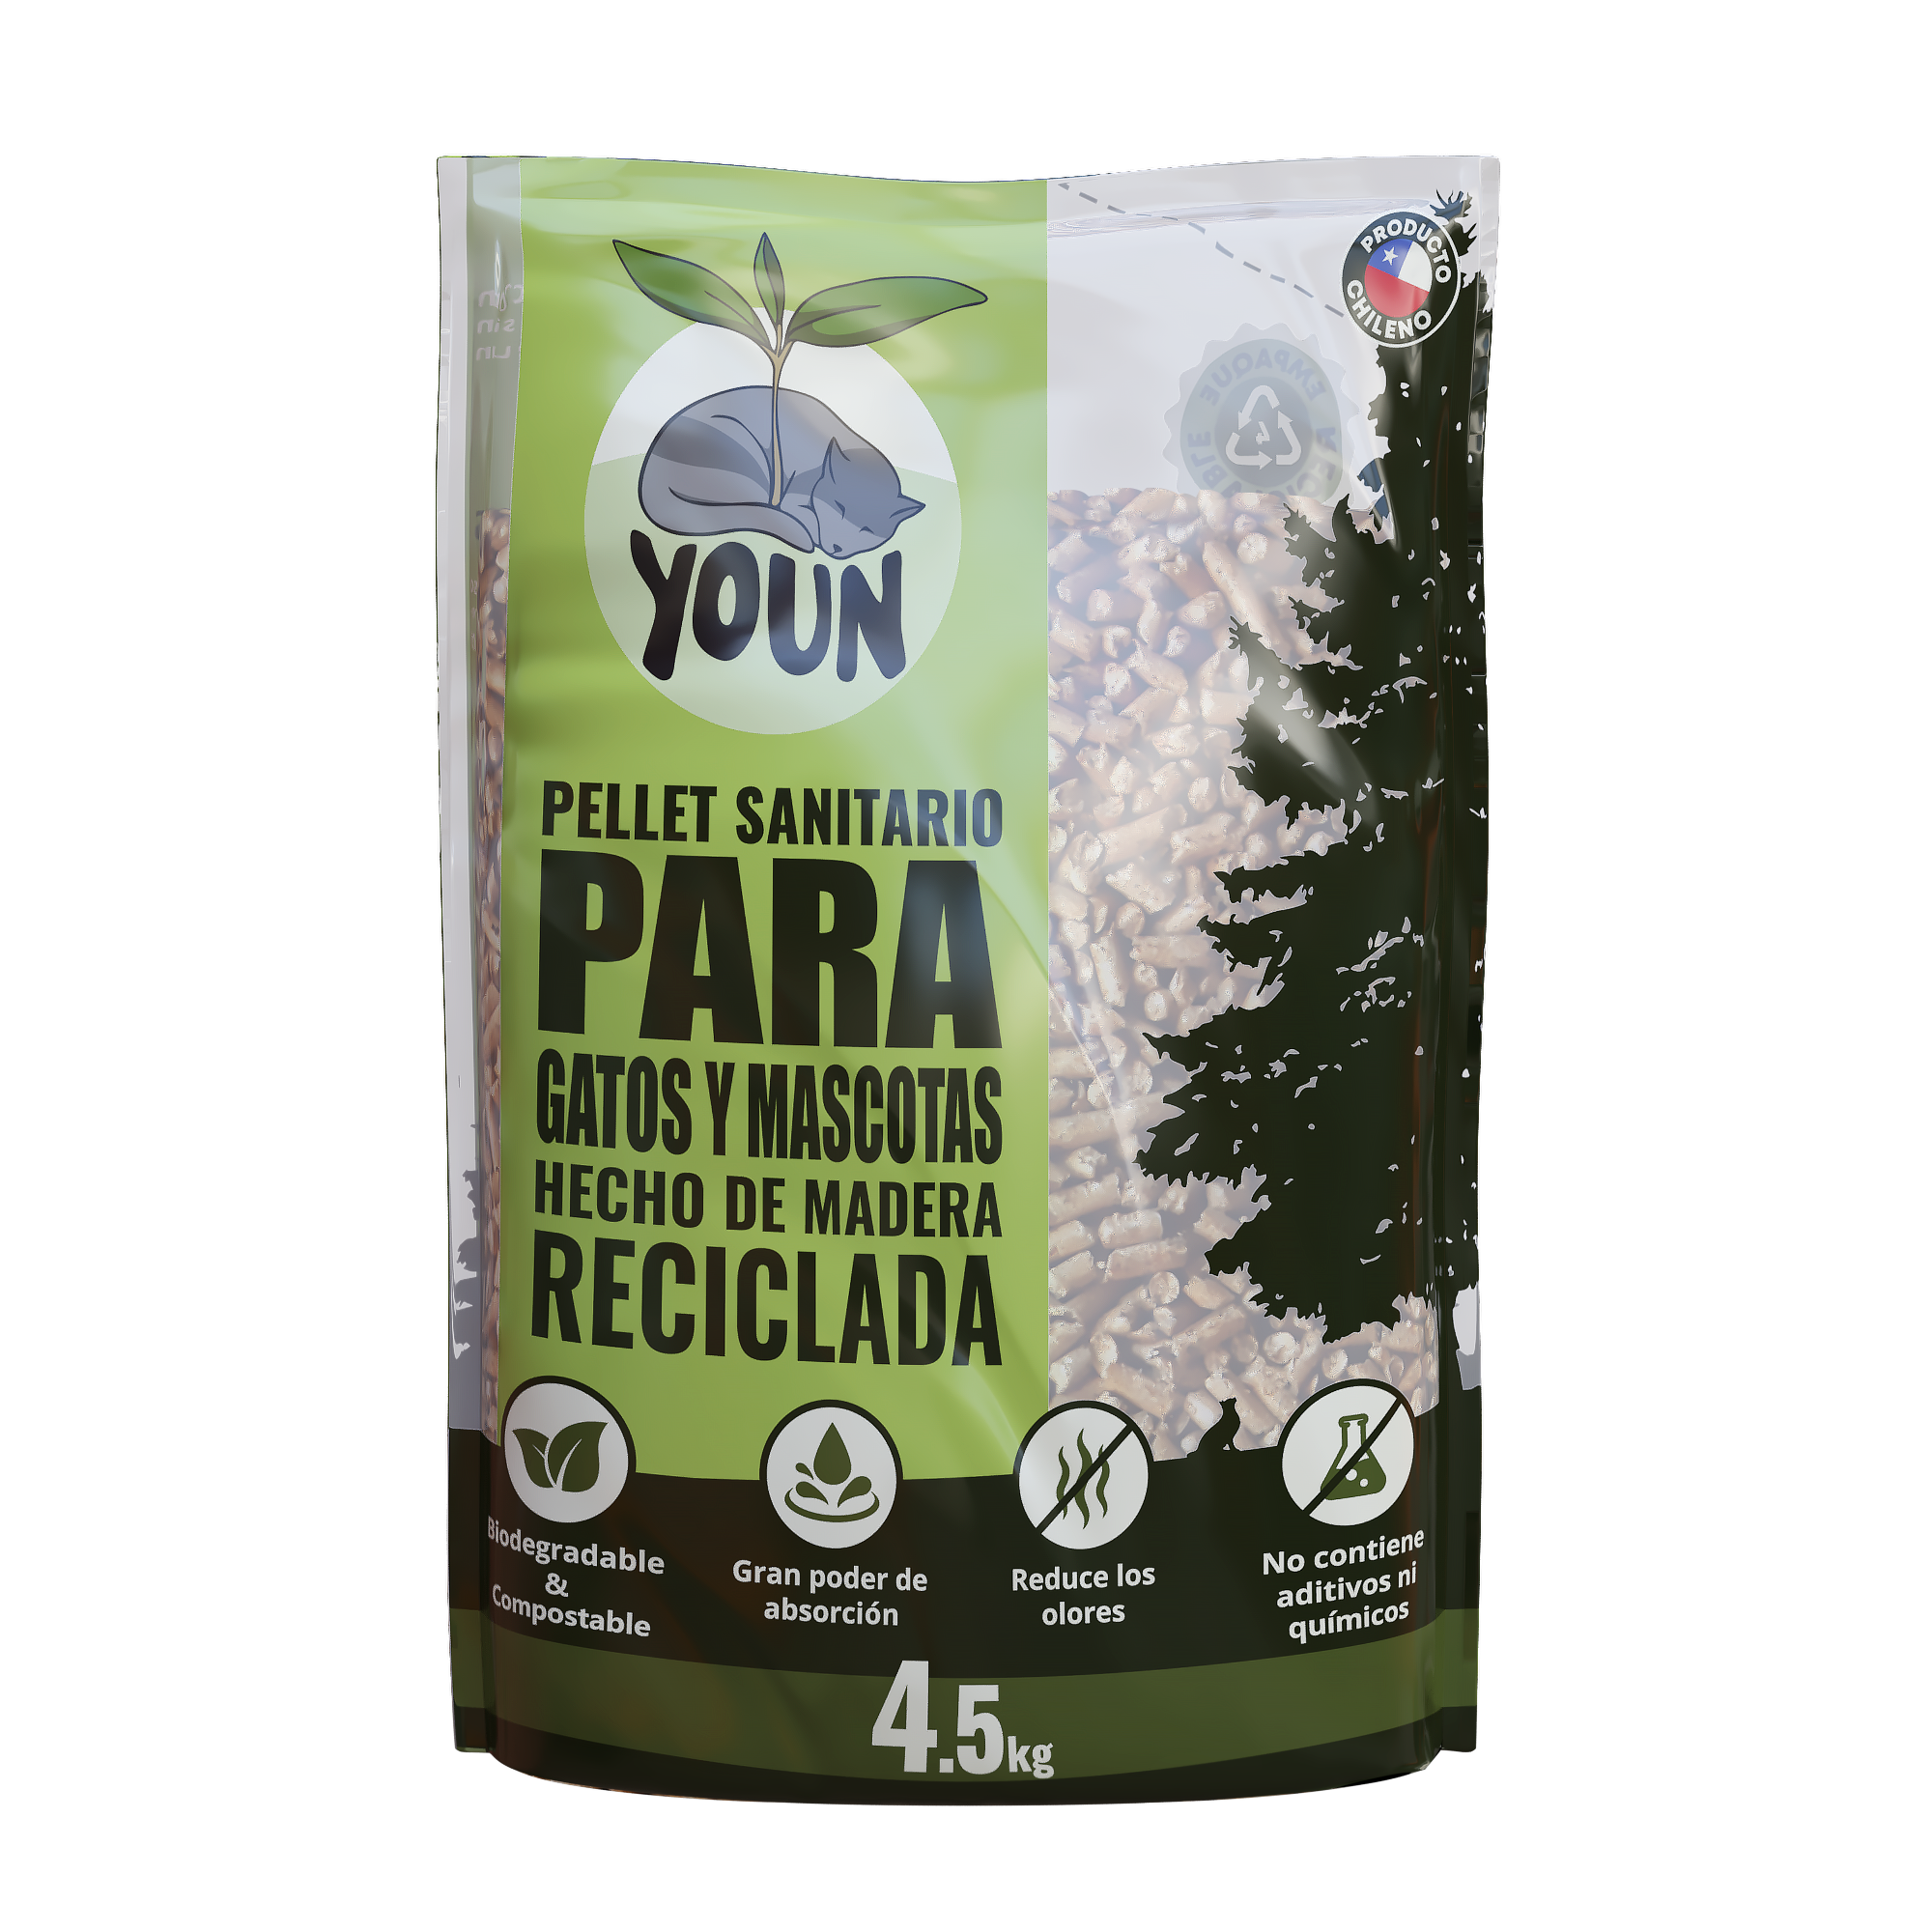 PRODUCTO
CHILENO
EMPAQUE
YOUN
PELLET SANITARIO
PARA
GATOS Y MASCOTAS
HECHO DE MADERA
RECICLADA
Biodegradable
&
Compostable
Gran poder de
absorción
Reduce los
olores
No contiene
aditivos ni
químicos
4.5kg